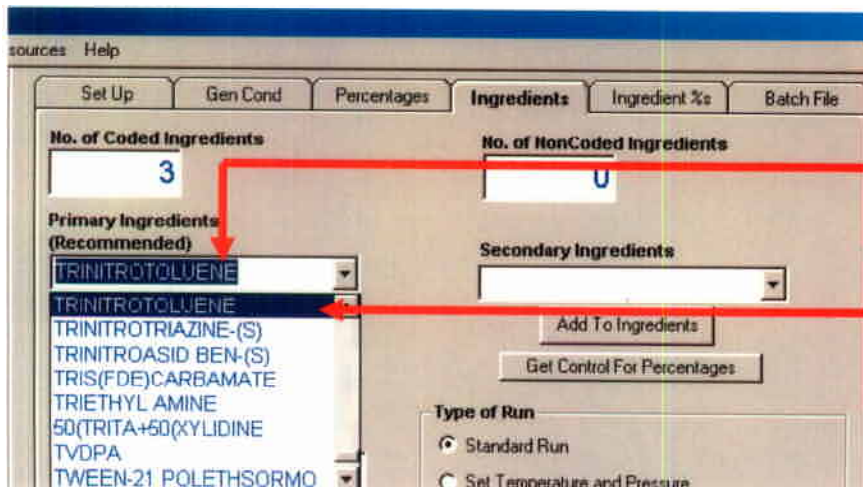 sources Help
Set Up Gen Cond Percentages Ingredients Ingredient %s Batch File
No. of Coded Ingredients
3
No. of NonCoded Ingredients
0
Primary Ingredients
(Recommended)
TRINITROTOLUENE
TRINITROTOLUENE
TRINITROTRIAZINE-(S)
TRINITROASID BEN-(S)
TRIS(FDE)CARBAMATE
TRIETHYL AMINE
50(TRITA+50(XYLIDINE
TVDPA
TWEEN-21 POLETHSORMO
Secondary Ingredients
Add To Ingredients
Get Control For Percentages
Type of Run
Standard Run
Set Temperature and Pressure